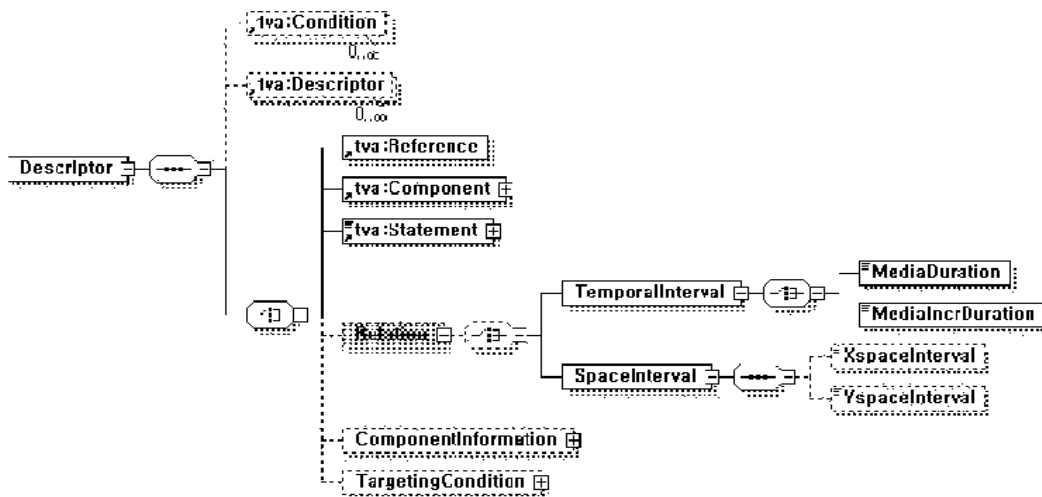 tva:Condition
0..∞
tva:Descriptor
0..∞
Descriptor
tva:Reference
tva:Component
tva:Statement
TemporalInterval
MediaDuration
MediaIncrDuration
Relation
SpaceInterval
XspaceInterval
YspaceInterval
ComponentInformation
TargetingCondition